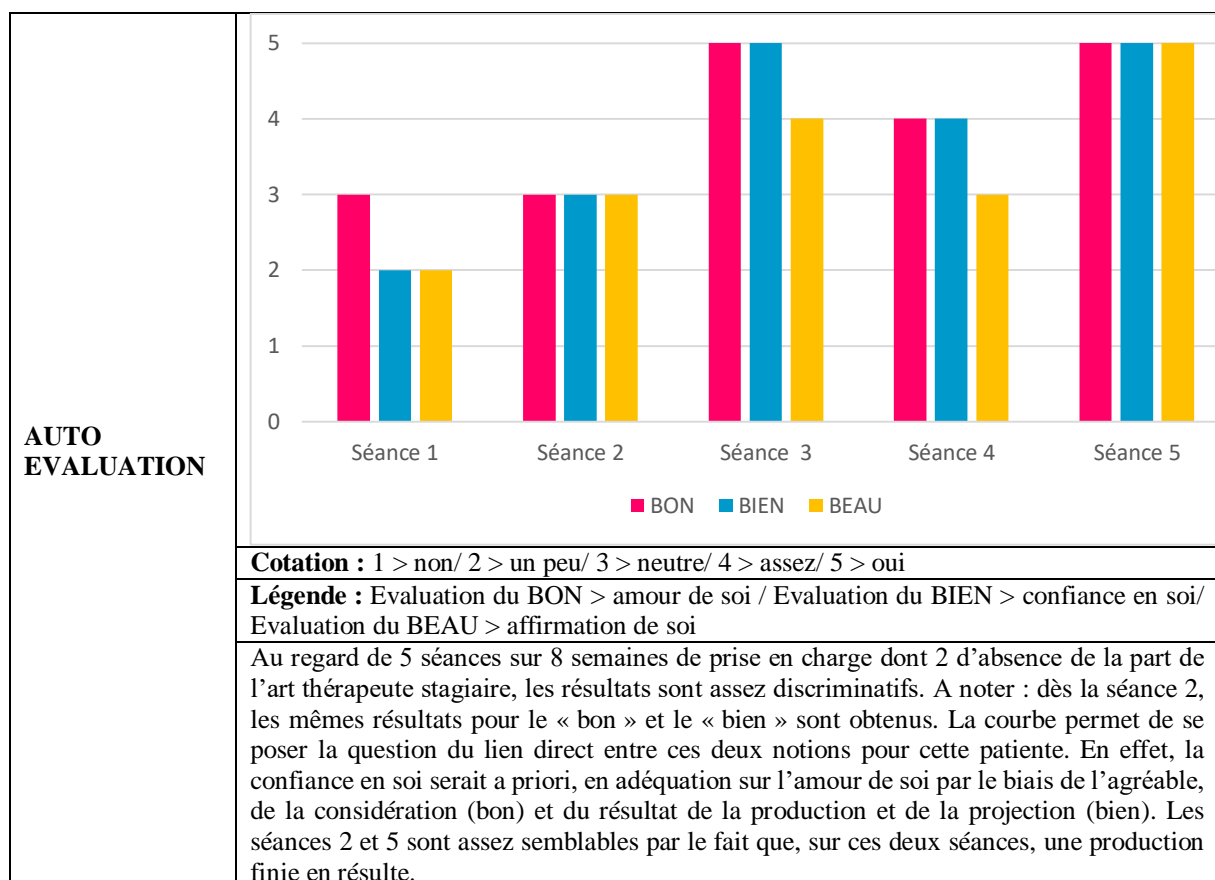 5
4
3
2
1
0
Séance 1 Séance 2 Séance 3 Séance 4 Séance 5
BON BIEN BEAU
AUTO
EVALUATION
Cotation : 1 > non/ 2 > un peu/ 3 > neutre/ 4 > assez/ 5 > oui
Légende : Evaluation du BON > amour de soi / Evaluation du BIEN > confiance en soi/
Evaluation du BEAU > affirmation de soi
Au regard de 5 séances sur 8 semaines de prise en charge dont 2 d’absence de la part de
l’art thérapeute stagiaire, les résultats sont assez discriminatifs. A noter : dès la séance 2,
les mêmes résultats pour le « bon » et le « bien » sont obtenus. La courbe permet de se
poser la question du lien direct entre ces deux notions pour cette patiente. En effet, la
confiance en soi serait a priori, en adéquation sur l’amour de soi par le biais de l’agréable,
de la considération (bon) et du résultat de la production et de la projection (bien). Les
séances 2 et 5 sont assez semblables par le fait que, sur ces deux séances, une production
finie en résulte.